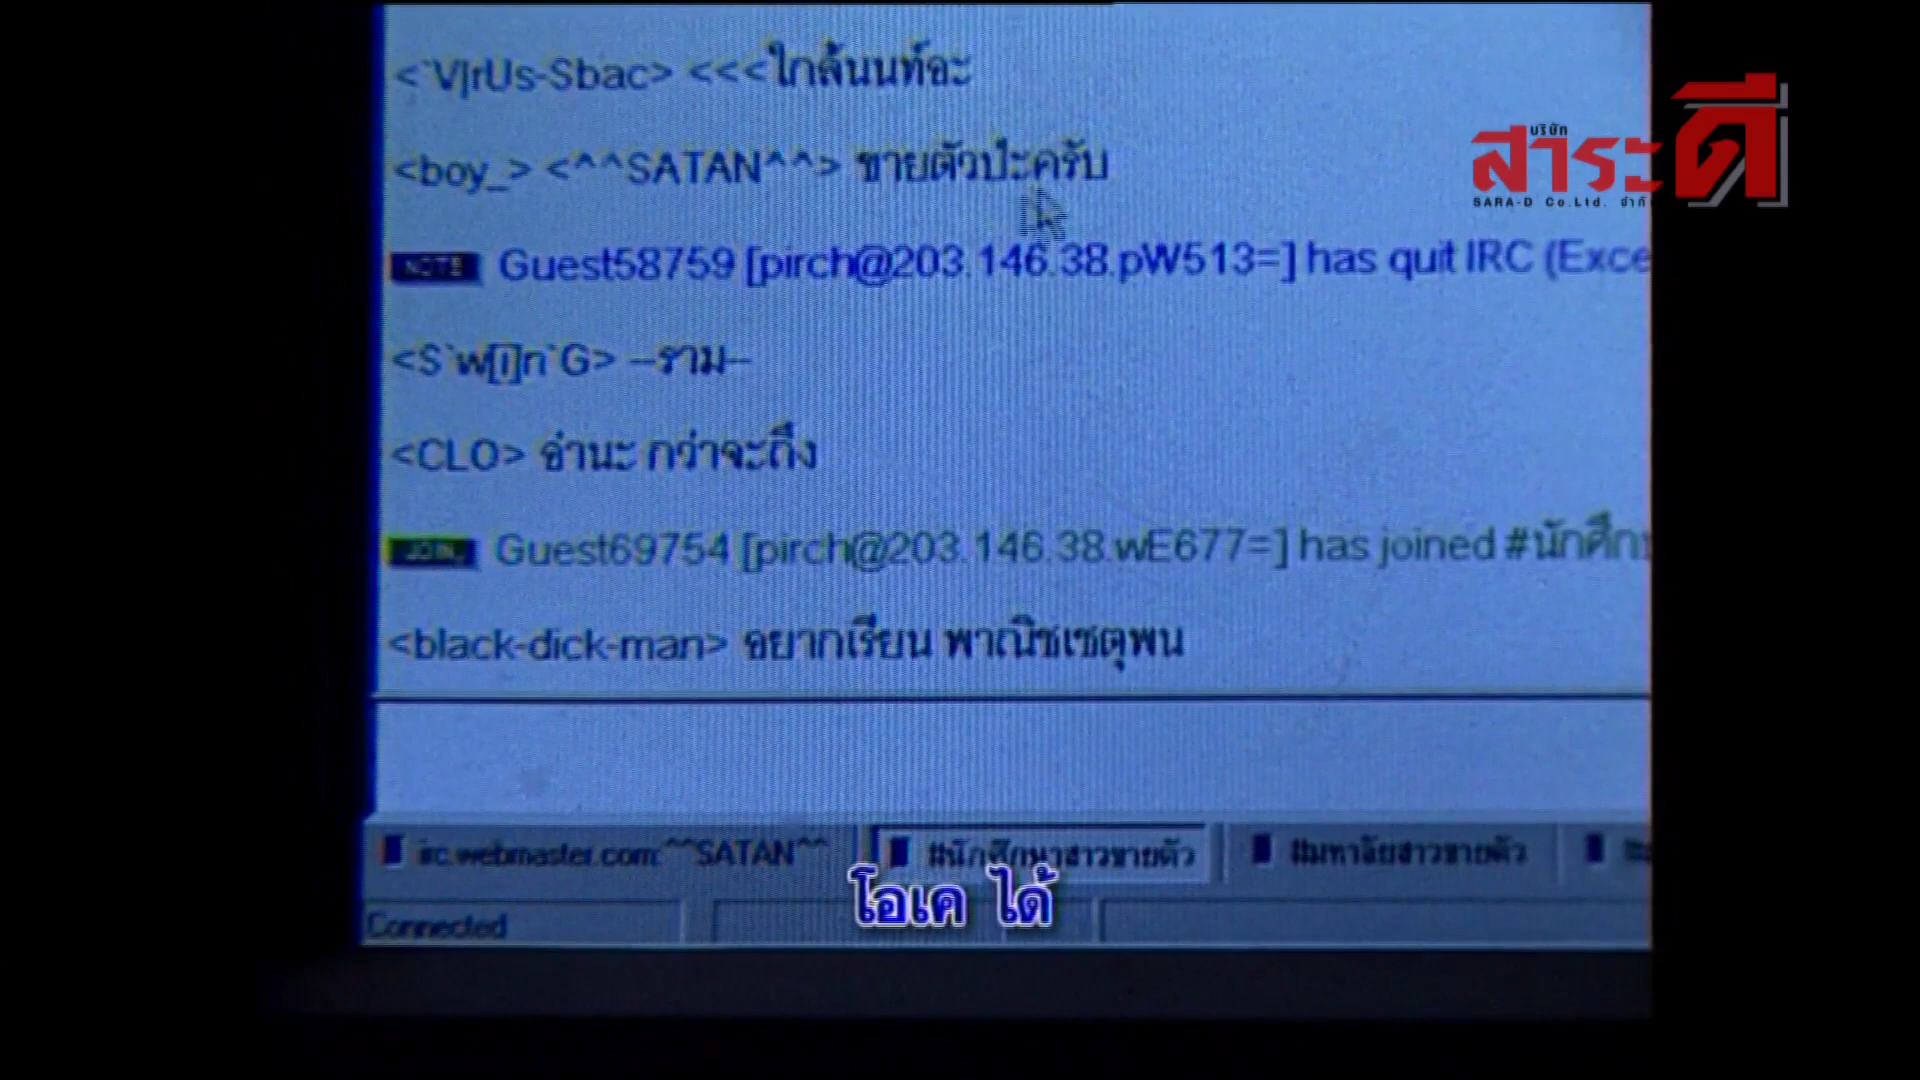 <`V|rUs-Sbac> <<<ใกล้นนท์อะ
บริษัท
สาระดี
SARA-D Co.Ltd. จำกั
<boy_> <^^SATAN^^> ขายตัวป่ะครับ
NOTE Guest58759 [pirch@203.146.38.pW513=] has quit IRC (Exce
<S`w[i]n`G> --ราม--
<CLO> อ่านะ กว่าจะถึง
JOIN Guest69754 [pirch@203.146.38.wE677=] has joined #นักศึก
<black-dick-man> อยากเรียน พาณิชเชตุพน
irc.webmaster.com:^^SATAN^^ #นักศึกษาสาวขายตัว #มหาลัยสาวขายตัว
โอเค ได้
Connected